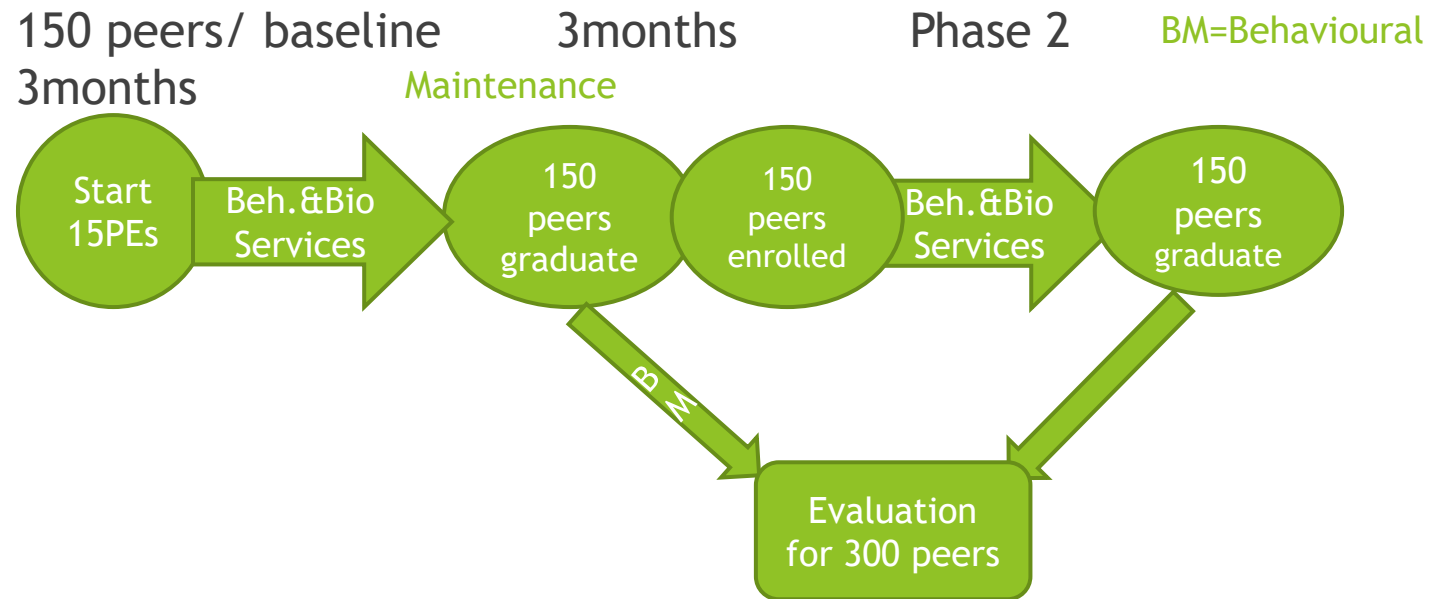 150 peers/ baseline 3months Phase 2 BM=Behavioural
3months Maintenance
Start
15PEs
Beh.&Bio
Services
150
peers
graduate
150
peers
enrolled
Beh.&Bio
Services
150
peers
graduate
BM
Evaluation
for 300 peers